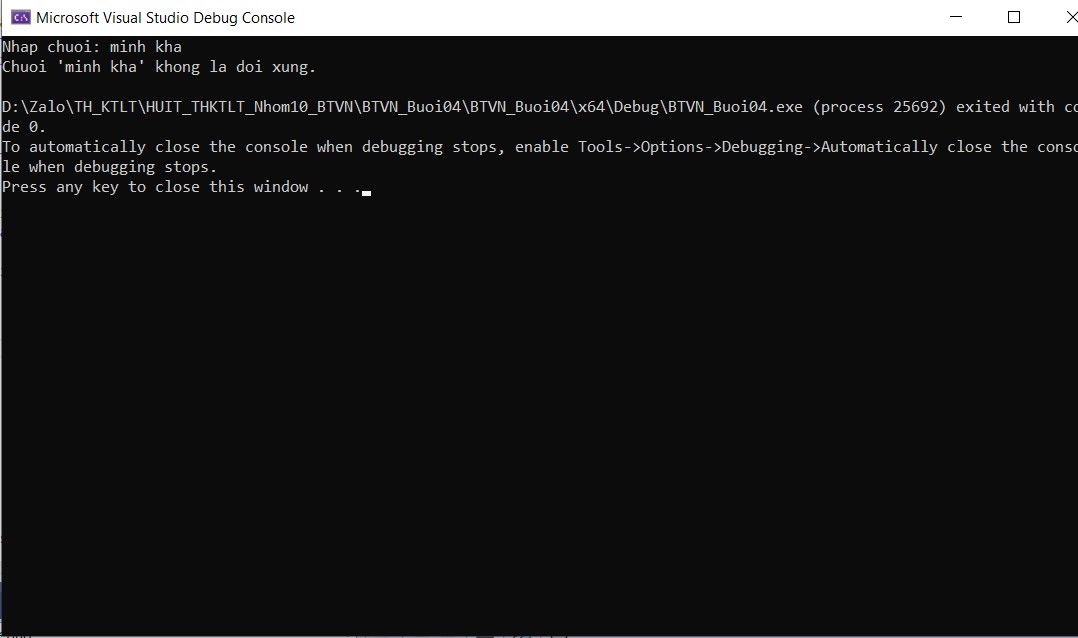 Microsoft Visual Studio Debug Console
Nhap chuoi: minh kha
Chuoi 'minh kha' khong la doi xung.
D:\Zalo\TH_KTLT\HUIT_THKTLT_Nhom10_BTVN\BTVN_Buoi04\BTVN_Buoi04\x64\Debug\BTVN_Buoi04.exe (process 25692) exited with co
de 0.
To automatically close the console when debugging stops, enable Tools->Options->Debugging->Automatically close the conso
le when debugging stops.
Press any key to close this window . . .